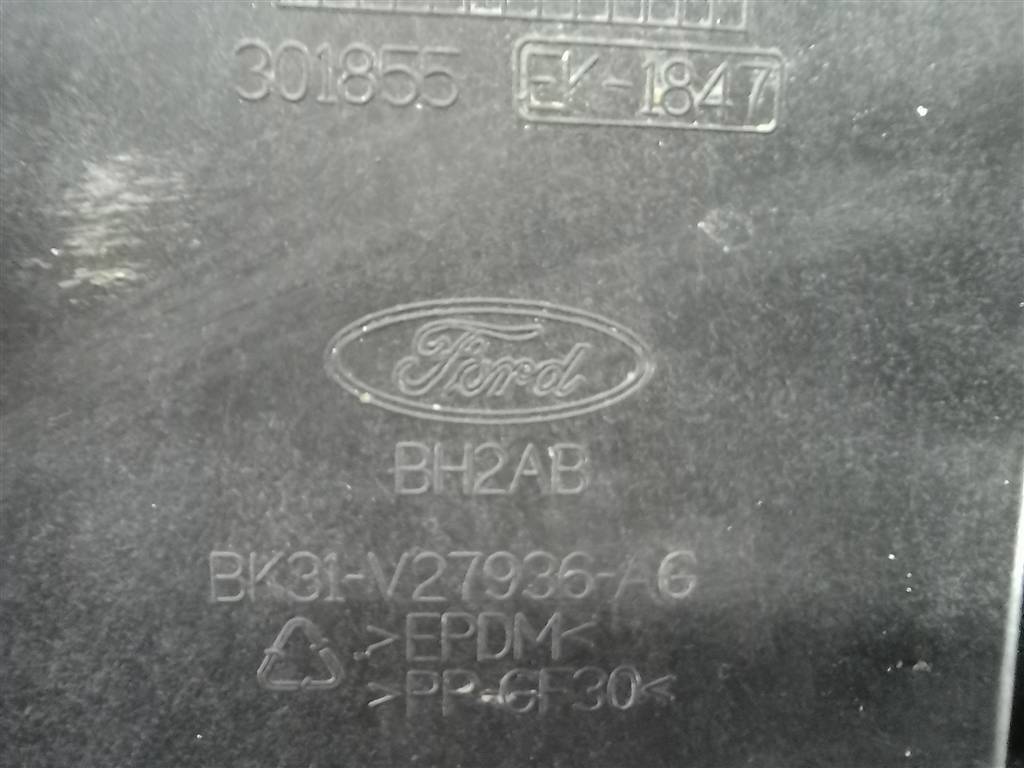 301855 EK-1847
Ford
BH2AB
BK31-V27936-AG
>EPDM<
>PP-GF30<